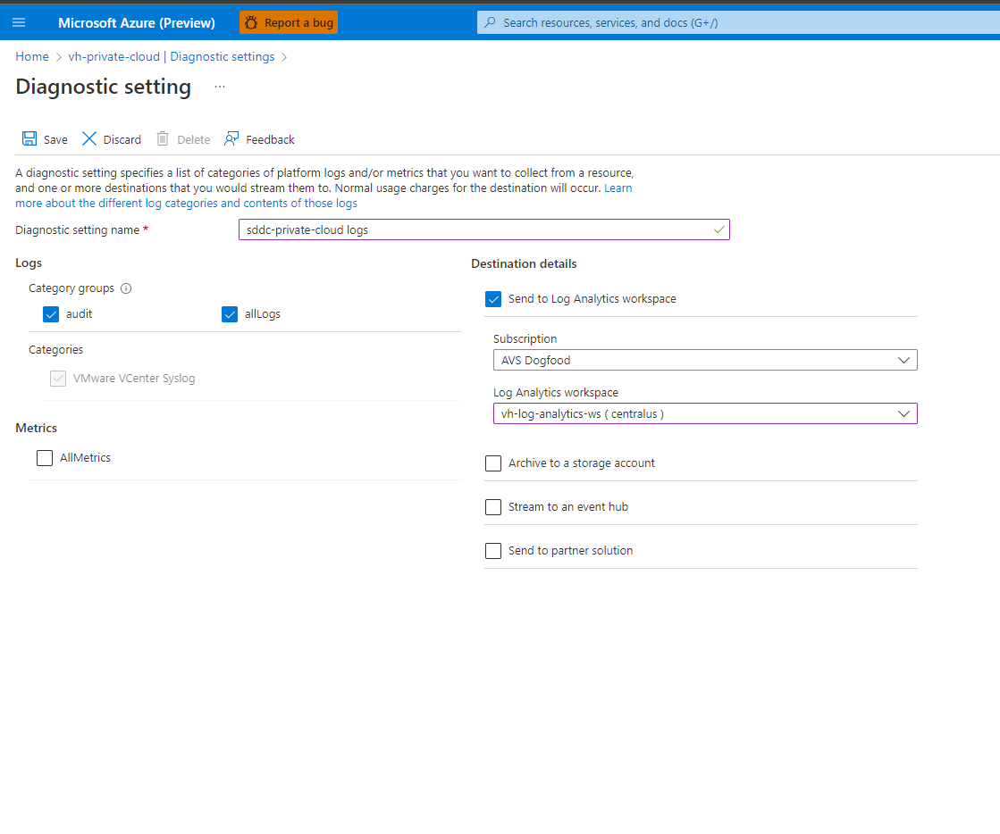 Microsoft Azure (Preview)
Report a bug
Search resources, services, and docs (G+/)
Home > vh-private-cloud | Diagnostic settings >
Diagnostic setting ...
Save
Discard
Delete
Feedback
A diagnostic setting specifies a list of categories of platform logs and/or metrics that you want to collect from a resource,
and one or more destinations that you would stream them to. Normal usage charges for the destination will occur. Learn
more about the different log categories and contents of those logs
Diagnostic setting name *
sddc-private-cloud logs
Logs
Category groups
audit
allLogs
Categories
VMware VCenter Syslog
Metrics
AllMetrics
Destination details
Send to Log Analytics workspace
Subscription
AVS Dogfood
Log Analytics workspace
vh-log-analytics-ws ( centralus )
Archive to a storage account
Stream to an event hub
Send to partner solution